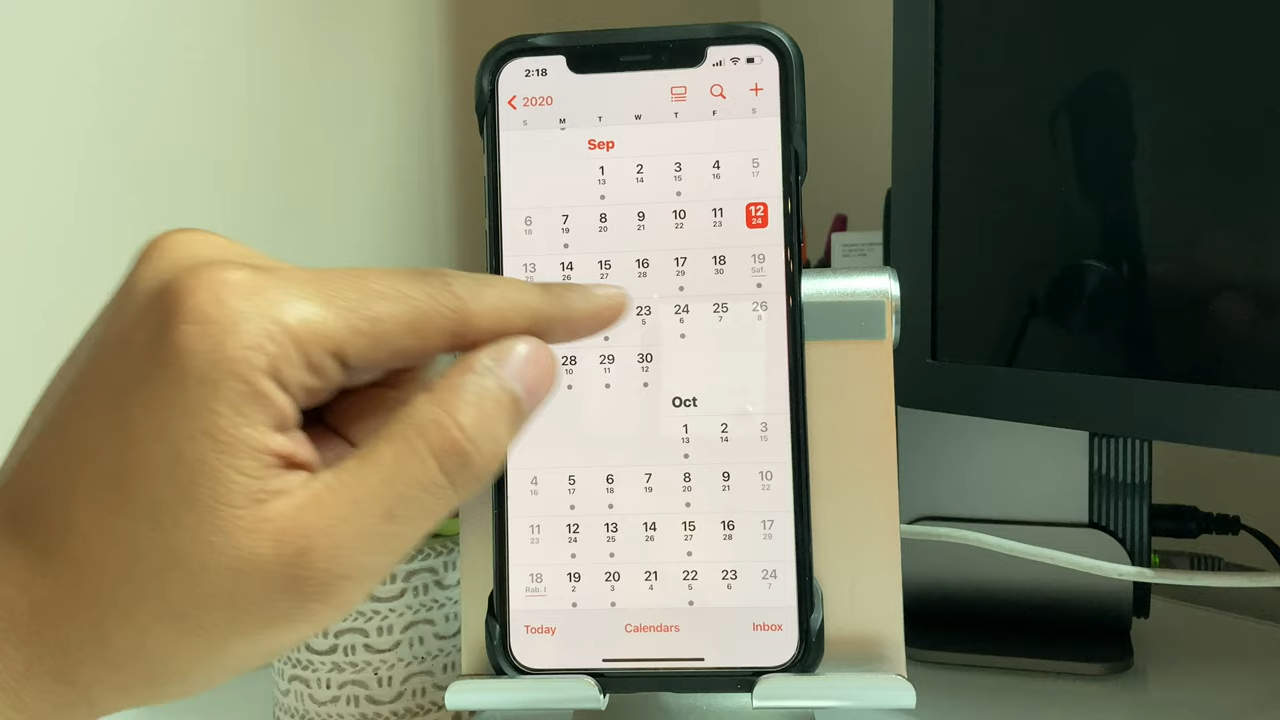 2:18
2020
S M T W T F S
Sep
1 2 3 4 5
13 14 15 16 17
6 7 8 9 10 11 12
18 19 20 21 22 23 24
13 14 15 16 17 18 19
25 26 27 28 29 30 Saf.
23 24 25 26
5 6 7 8
28 29 30
10 11 12
Oct
1 2 3
13 14 15
4 5 6 7 8 9 10
16 17 18 19 20 21 22
11 12 13 14 15 16 17
23 24 25 26 27 28 29
18 19 20 21 22 23 24
Rab. I 2 3 4 5 6 7
Today Calendars Inbox